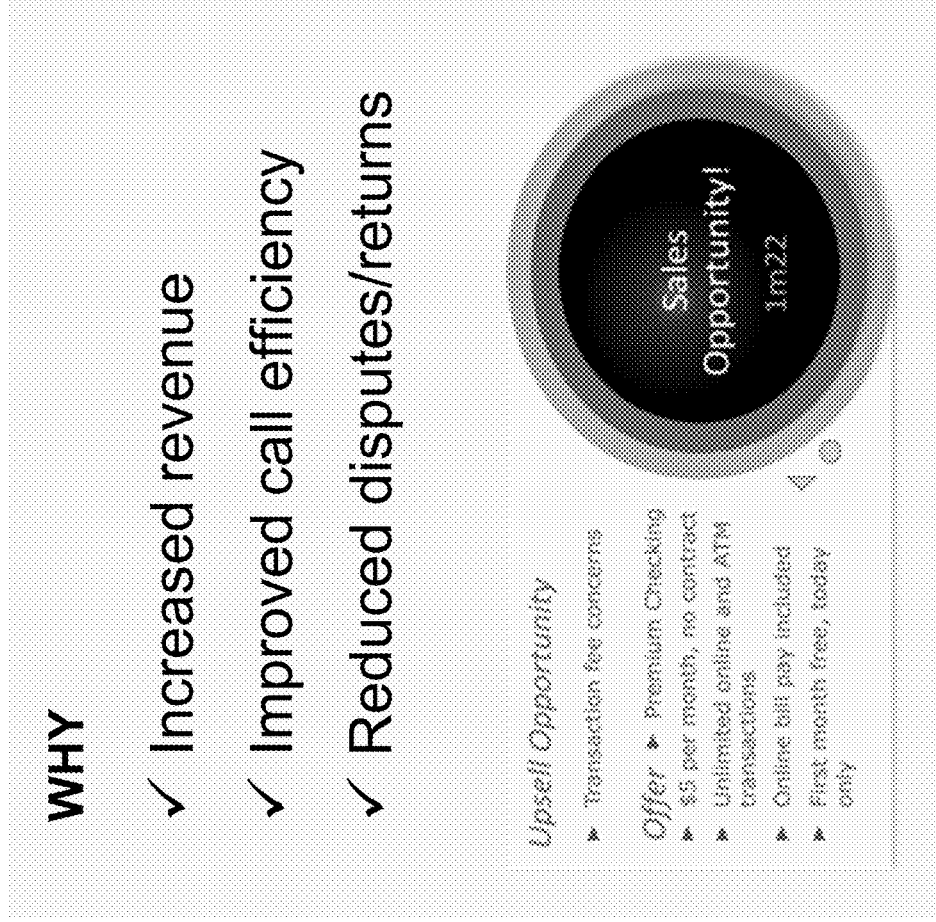 WHY
✓ Increased revenue
✓ Improved call efficiency
✓ Reduced disputes/returns
Upsell Opportunity
► Transaction fee concerns
Offer ► Premium Checking
► $5 per month, no contract
► Unlimited online and ATM
transactions
► Online bill pay included
► First month free, today
only
Sales
Opportunity!
1m22